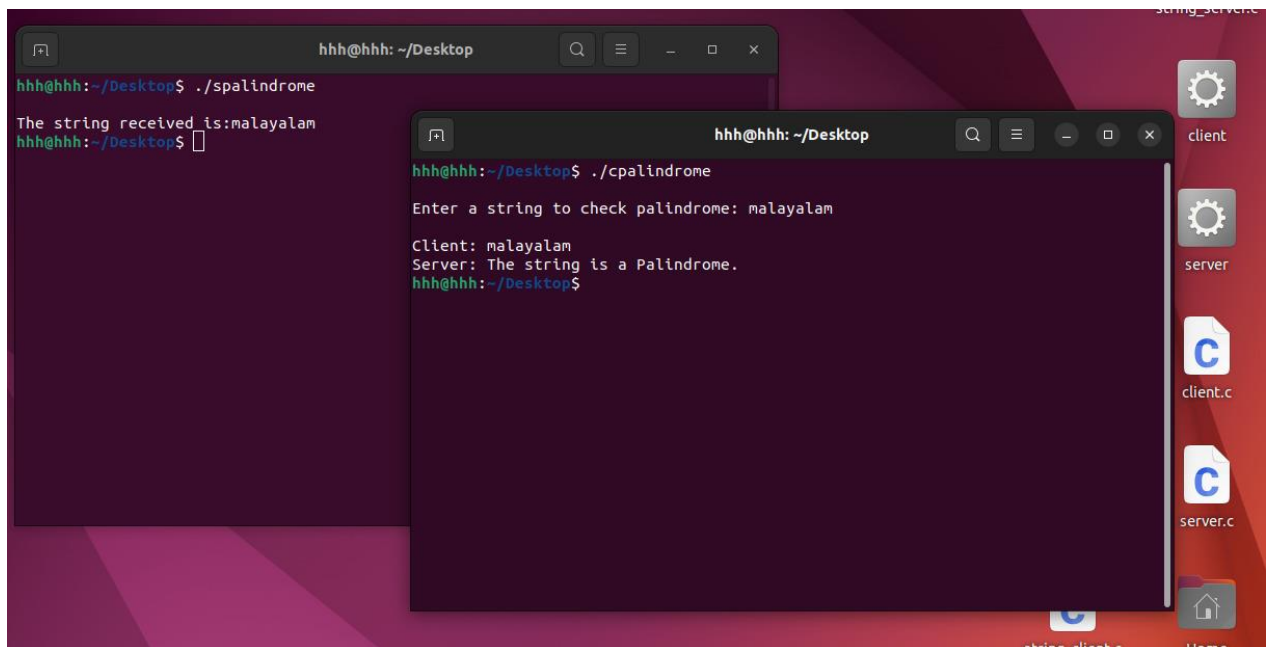 string_server.c
hhh@hhh: ~/Desktop
hhh@hhh:~/Desktop$ ./spalindrome
The string received is:malayalam
hhh@hhh:~/Desktop$
hhh@hhh: ~/Desktop
hhh@hhh:~/Desktop$ ./cpalindrome
Enter a string to check palindrome: malayalam
Client: malayalam
Server: The string is a Palindrome.
hhh@hhh:~/Desktop$
client
server
client.c
server.c
string_client.c
Home